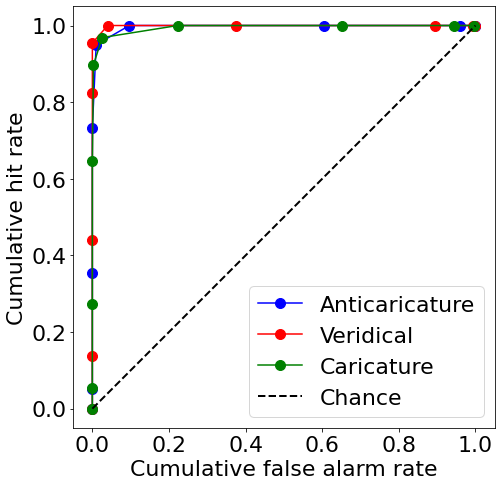 1.0
0.8
0.6
0.4
0.2
0.0
Cumulative hit rate
Anticaricature
Veridical
Caricature
Chance
0.0 0.2 0.4 0.6 0.8 1.0
Cumulative false alarm rate